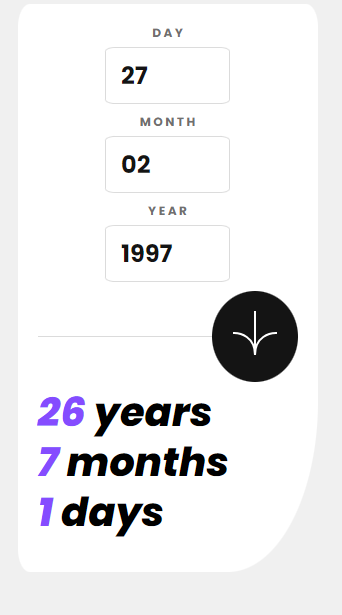 DAY
27
MONTH
02
YEAR
1997
26 years
7 months
1 days